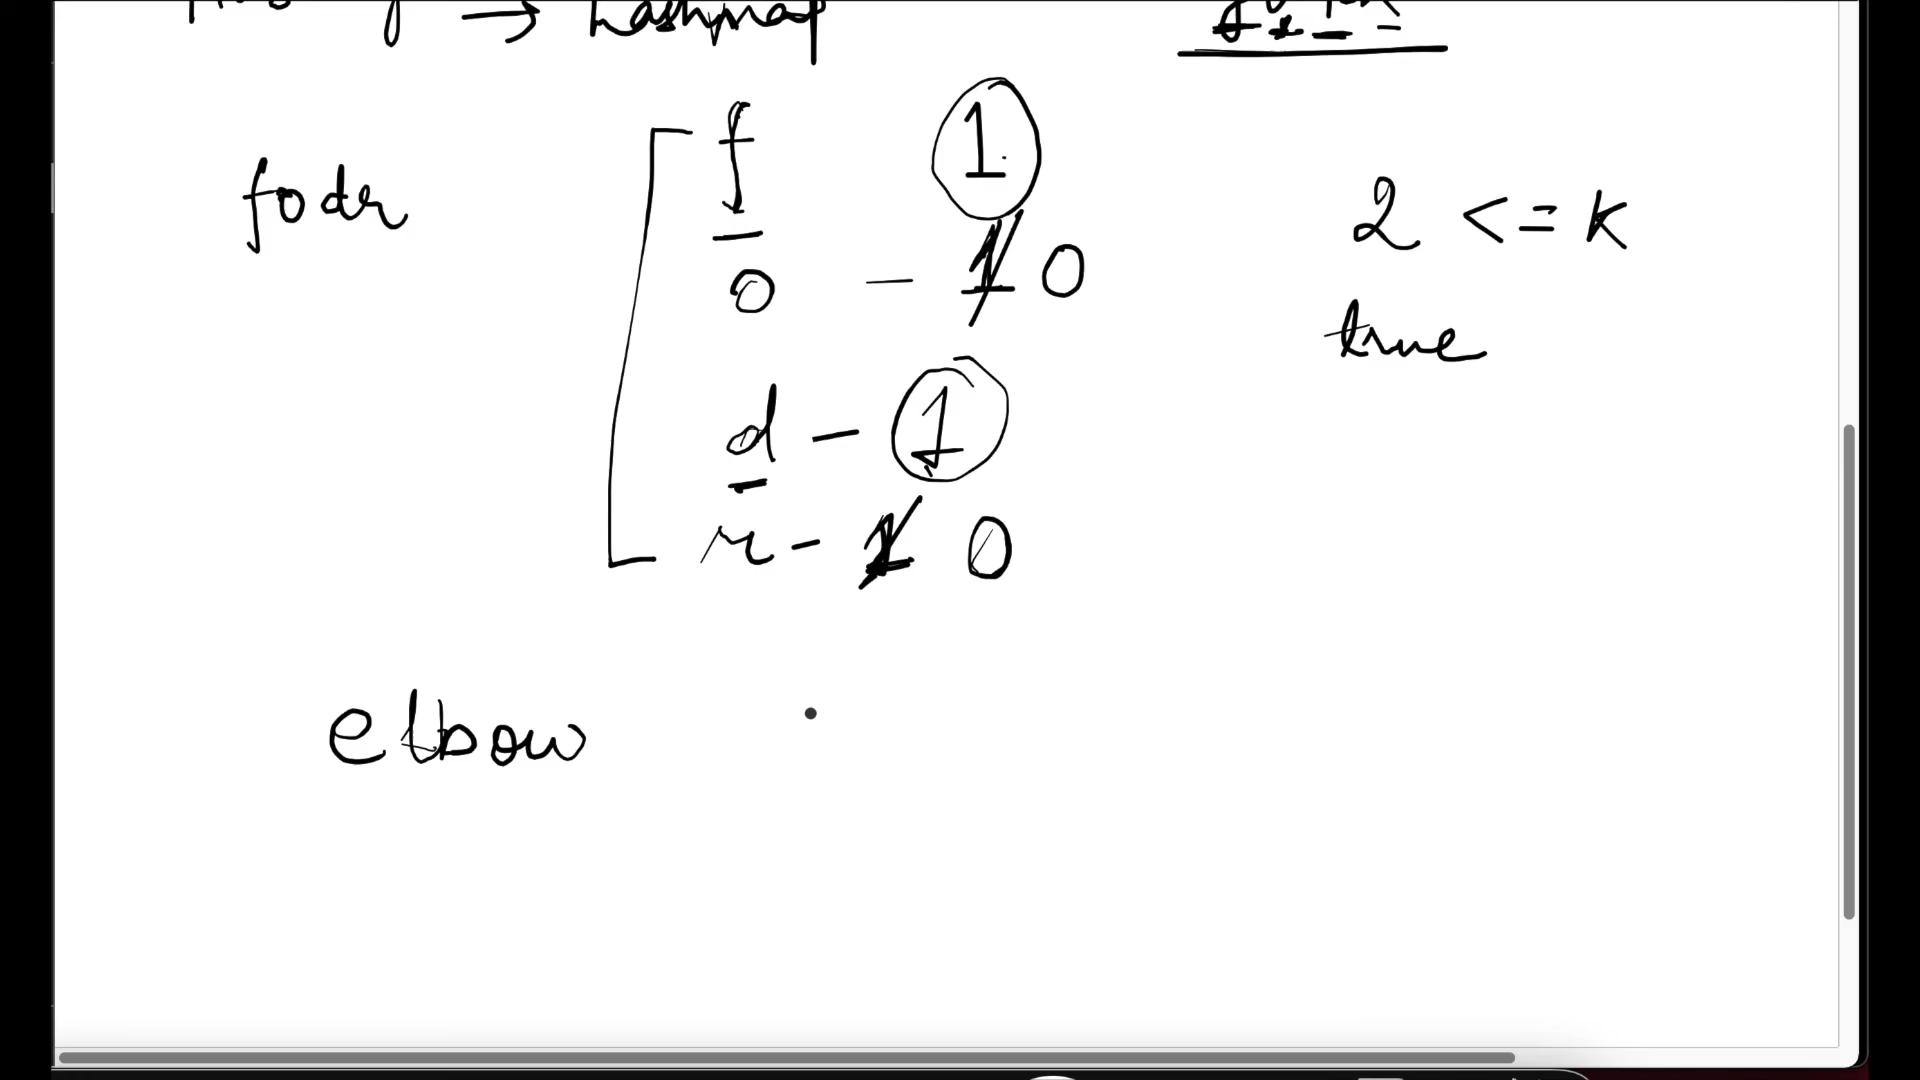 → hashmap
fodr
f 1
o - 1 0
d - 1
r - 1 0
2 <= K
true
elbow